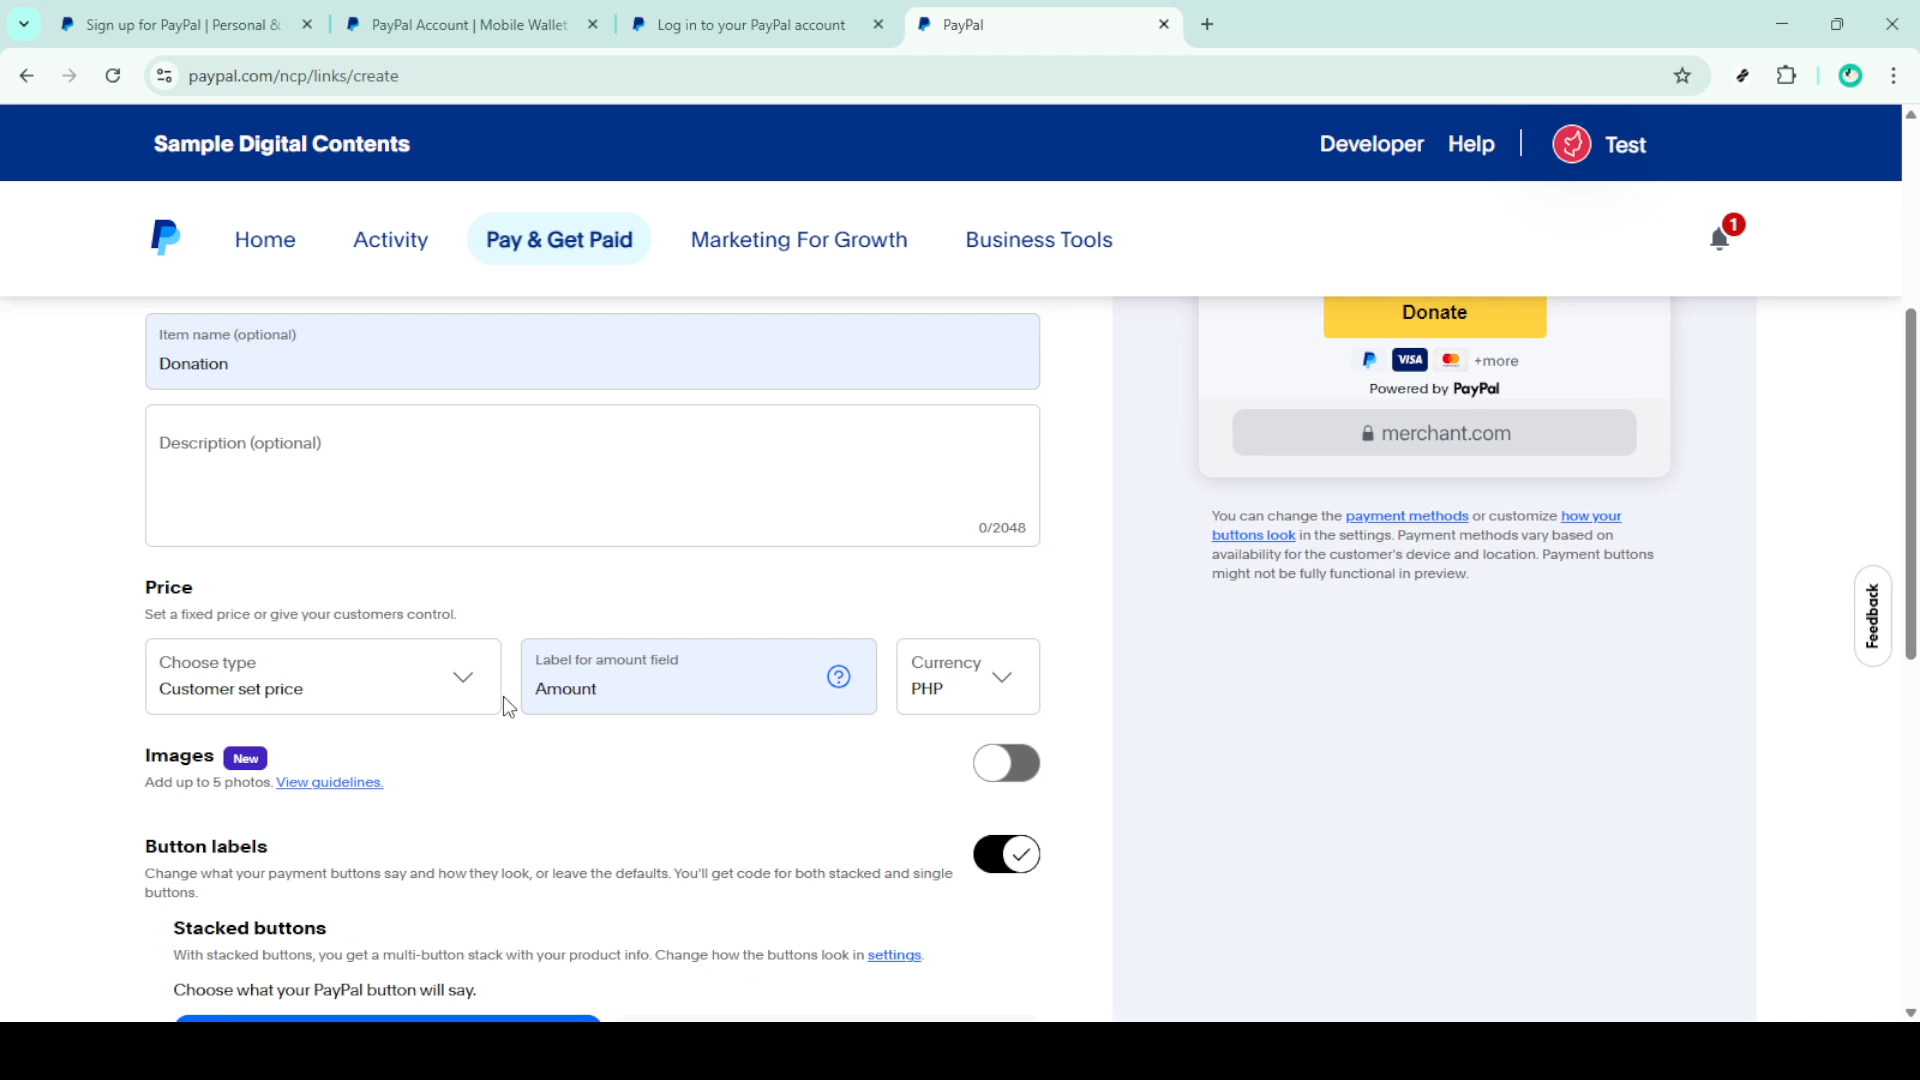 Sign up for PayPal | Personal &
PayPal Account | Mobile Wallet
Log in to your PayPal account
PayPal
paypal.com/ncp/links/create
Sample Digital Contents
Developer
Help
Test
Home
Activity
Pay & Get Paid
Marketing For Growth
Business Tools
1
Item name (optional)
Donation
Description (optional)
0/2048
Price
Set a fixed price or give your customers control.
Choose type
Customer set price
Label for amount field
Amount
Currency
PHP
Images New
Add up to 5 photos. View guidelines.
Button labels
Change what your payment buttons say and how they look, or leave the defaults. You'll get code for both stacked and single
buttons.
Stacked buttons
With stacked buttons, you get a multi-button stack with your product info. Change how the buttons look in settings.
Choose what your PayPal button will say.
Donate
VISA
+more
Powered by PayPal
merchant.com
You can change the payment methods or customize how your
buttons look in the settings. Payment methods vary based on
availability for the customer's device and location. Payment buttons
might not be fully functional in preview.
Feedback